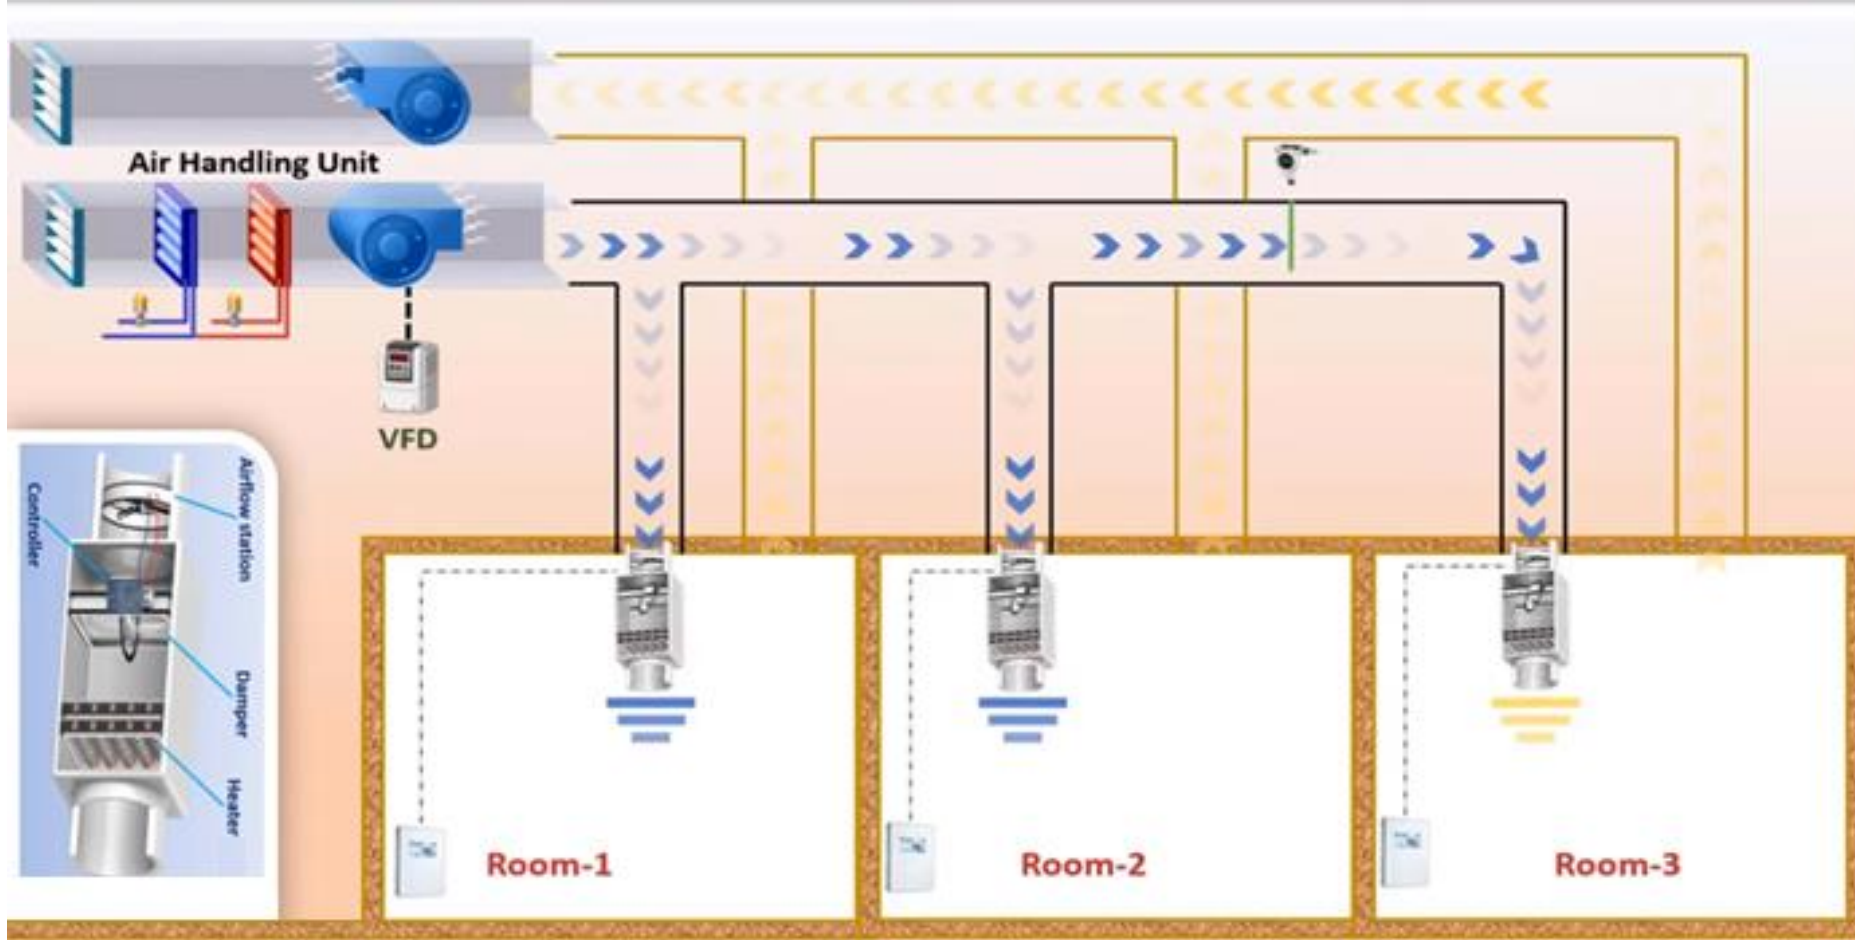 Air Handling Unit
VFD
Airflow station
Controller
Damper
Heater
Room-1
Room-2
Room-3